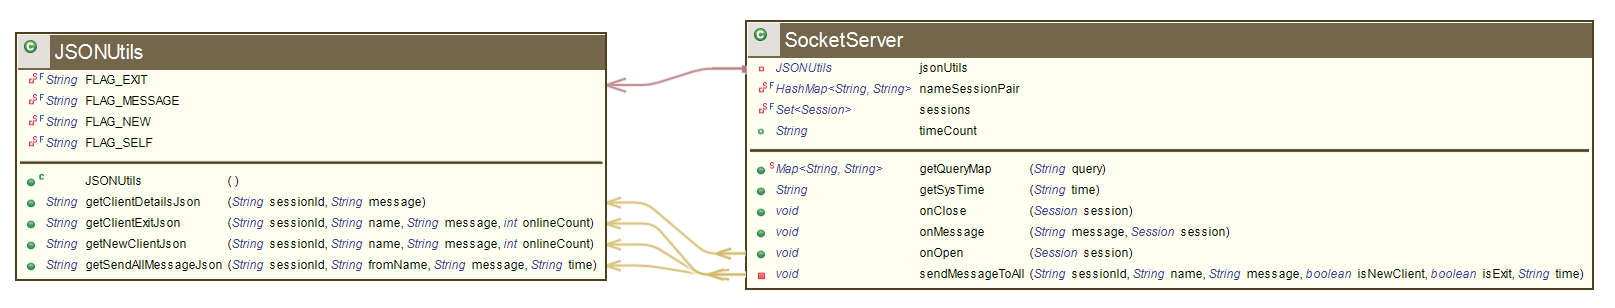 C JSONUtils
S F String FLAG_EXIT
S F String FLAG_MESSAGE
S F String FLAG_NEW
S F String FLAG_SELF
C JSONUtils ( )
String getClientDetailsJson (String sessionId, String message)
String getClientExitJson (String sessionId, String name, String message, int onlineCount)
String getNewClientJson (String sessionId, String name, String message, int onlineCount)
String getSendAllMessageJson (String sessionId, String fromName, String message, String time)
C SocketServer
JSONUtils jsonUtils
S F HashMap<String, String> nameSessionPair
S F Set<Session> sessions
String timeCount
S Map<String, String> getQueryMap (String query)
String getSysTime (String time)
void onClose (Session session)
void onMessage (String message, Session session)
void onOpen (Session session)
void sendMessageToAll (String sessionId, String name, String message, boolean isNewClient, boolean isExit, String time)